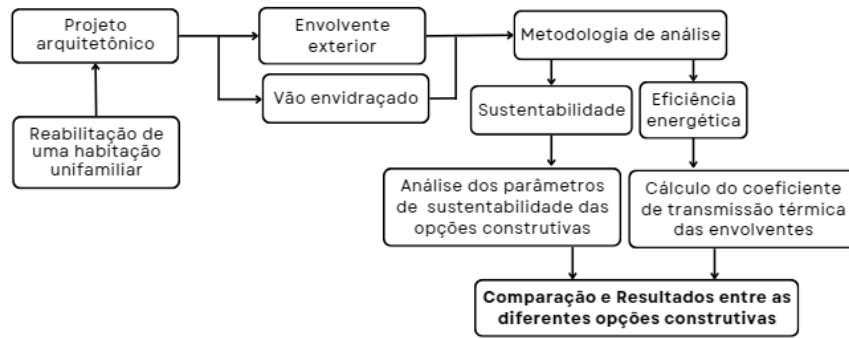 Projeto
arquitetônico
Envolvente
exterior
Metodologia de análise
Vão envidraçado
Sustentabilidade
Eficiência
energética
Reabilitação de
uma habitação
unifamiliar
Análise dos parâmetros
de sustentabilidade das
opções construtivas
Cálculo do coeficiente
de transmissão térmica
das envolventes
Comparação e Resultados entre as
diferentes opções construtivas